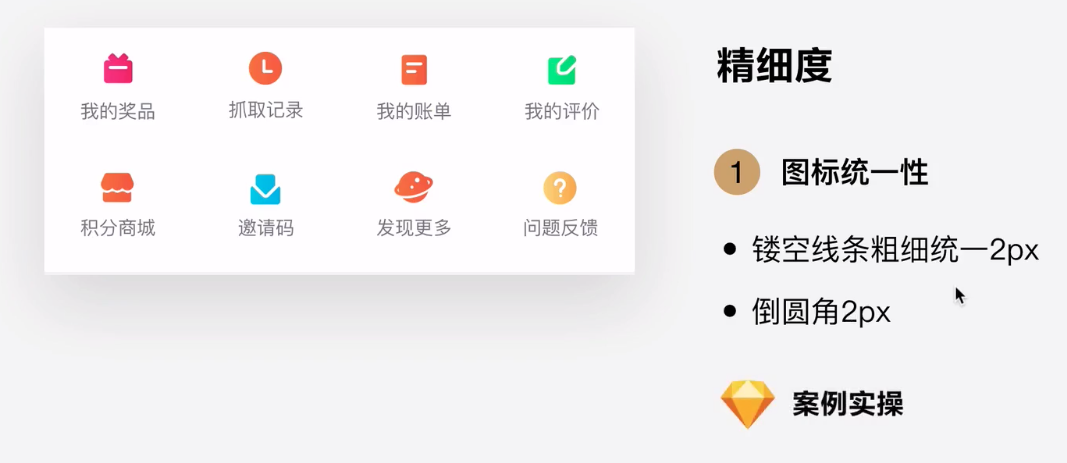 我的奖品 抓取记录 我的账单 我的评价
积分商城 邀请码 发现更多 问题反馈
精细度
1 图标统一性
• 镂空线条粗细统一2px
• 倒圆角2px
案例实操